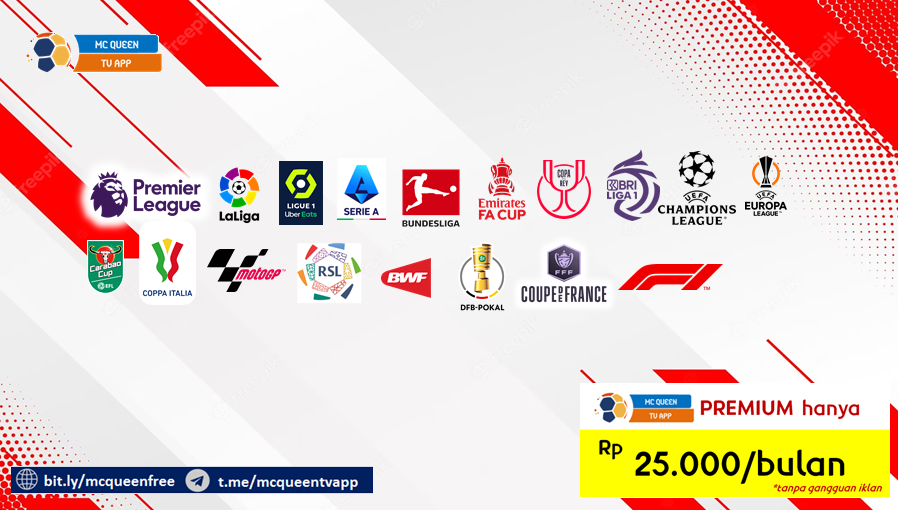 MC QUEEN
TV APP
Premier
League
LaLiga
LIGUE 1
Uber Eats
SERIE A
BUNDESLIGA
Emirates
FA CUP
COPA
REY
BRI
LIGA 1
UEFA
CHAMPIONS
LEAGUE
UEFA
EUROPA
LEAGUE
Carabao
Cup
EFL
COPPA ITALIA
MotoGP™
RSL
BWF
DFB-POKAL
FFF
COUPE DE FRANCE
F1
TM
MC QUEEN
TV APP
PREMIUM hanya
Rp 25.000/bulan
*tanpa gangguan iklan
bit.ly/mcqueenfree
t.me/mcqueentvapp